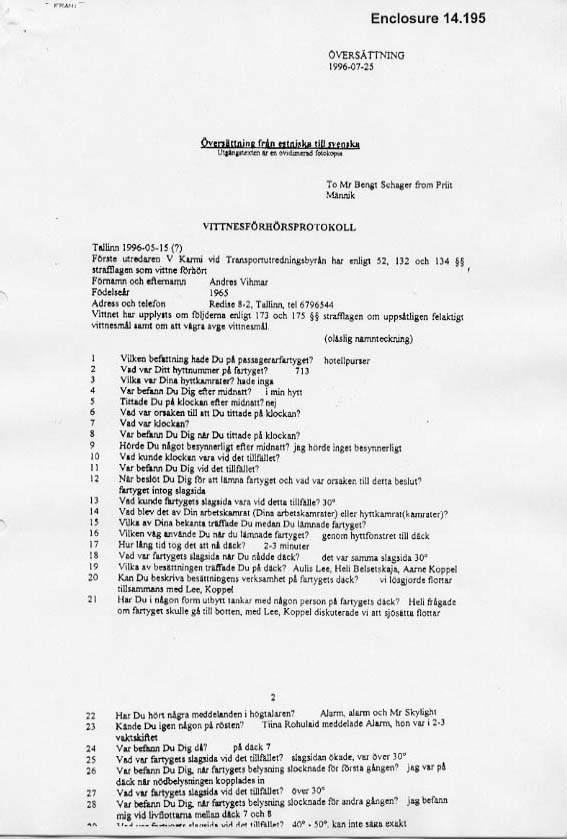 FRAN:
Enclosure 14.195
ÖVERSÄTTNING
1996-07-25
Översättning från estniska till svenska
Utgångstexten är en ovidimerad fotokopia
To Mr Bengt Schager from Priit
Männik
VITTNESFÖRHÖRSPROTOKOLL
Tallinn 1996-05-15 (?)
Förste utredaren V Karmi vid Transportutredningsbyrån har enligt 52, 132 och 134 §§
strafflagen som vittne förhört
Förnamn och efternamn Andres Vihmar
Födelseår 1965
Adress och telefon Redise 8-2, Tallinn, tel 6796544
Vittnet har upplysts om följderna enligt 173 och 175 §§ strafflagen om uppsåtligen felaktigt
vittnesmål samt om att vägra avge vittnesmål.
(oläslig namnteckning)
1 Vilken befattning hade Du på passagerarfartyget? hotellpurser
2 Vad var Ditt hyttnummer på fartyget? 713
3 Vilka var Dina hyttkamrater? hade inga
4 Var befann Du Dig efter midnatt? i min hytt
5 Tittade Du på klockan efter midnatt? nej
6 Vad var orsaken till att Du tittade på klockan?
7 Vad var klockan?
8 Var befann Du Dig när Du tittade på klockan?
9 Hörde Du något besynnerligt efter midnatt? jag hörde inget besynnerligt
10 Vad kunde klockan vara vid det tillfället?
11 Var befann Du Dig vid det tillfället?
12 När beslöt Du Dig för att lämna fartyget och vad var orsaken till detta beslut?
fartyget intog slagsida
13 Vad kunde fartygets slagsida vara vid detta tillfälle? 30°
14 Vad blev det av Din arbetskamrat (Dina arbetskamrater) eller hyttkamrat(kamrater)?
15 Vilka av Dina bekanta träffade Du medan Du lämnade fartyget?
16 Vilken väg använde Du när du lämnade fartyget? genom hyttfönstret till däck
17 Hur lång tid tog det att nå däck? 2-3 minuter
18 Vad var fartygets slagsida när Du nådde däck? det var samma slagsida 30°
19 Vilka av besättningen träffade Du på däck? Aulis Lee, Heli Belsetskaja, Aarne Koppel
20 Kan Du beskriva besättningens verksamhet på fartygets däck? vi lösgjorde flottar
tillsammans med Lee, Koppel
21 Har Du i någon form utbytt tankar med någon person på fartygets däck? Heli frågade
om fartyget skulle gå till botten, med Lee, Koppel diskuterade vi att sjösätta flottar
2
22 Har Du hört några meddelanden i högtalaren? Alarm, alarm och Mr Skylight
23 Kände Du igen någon på rösten? Tiina Rohulaid meddelade Alarm, hon var i 2-3
vaktskiftet
24 Var befann Du Dig då? på däck 7
25 Vad var fartygets slagsida vid det tillfället? slagsidan ökade, var över 30°
26 Var befann Du Dig, när fartygets belysning slocknade för första gången? jag var på
däck när nödbelysningen kopplades in
27 Vad var fartygets slagsida vid det tillfället? över 30°
28 Var befann Du Dig, när fartygets belysning slocknade för andra gången? jag befann
mig vid livflottarna mellan däck 7 och 8
Vad var fartygets slagsida vid det tillfället? 40° - 50°, kan inte säga exakt